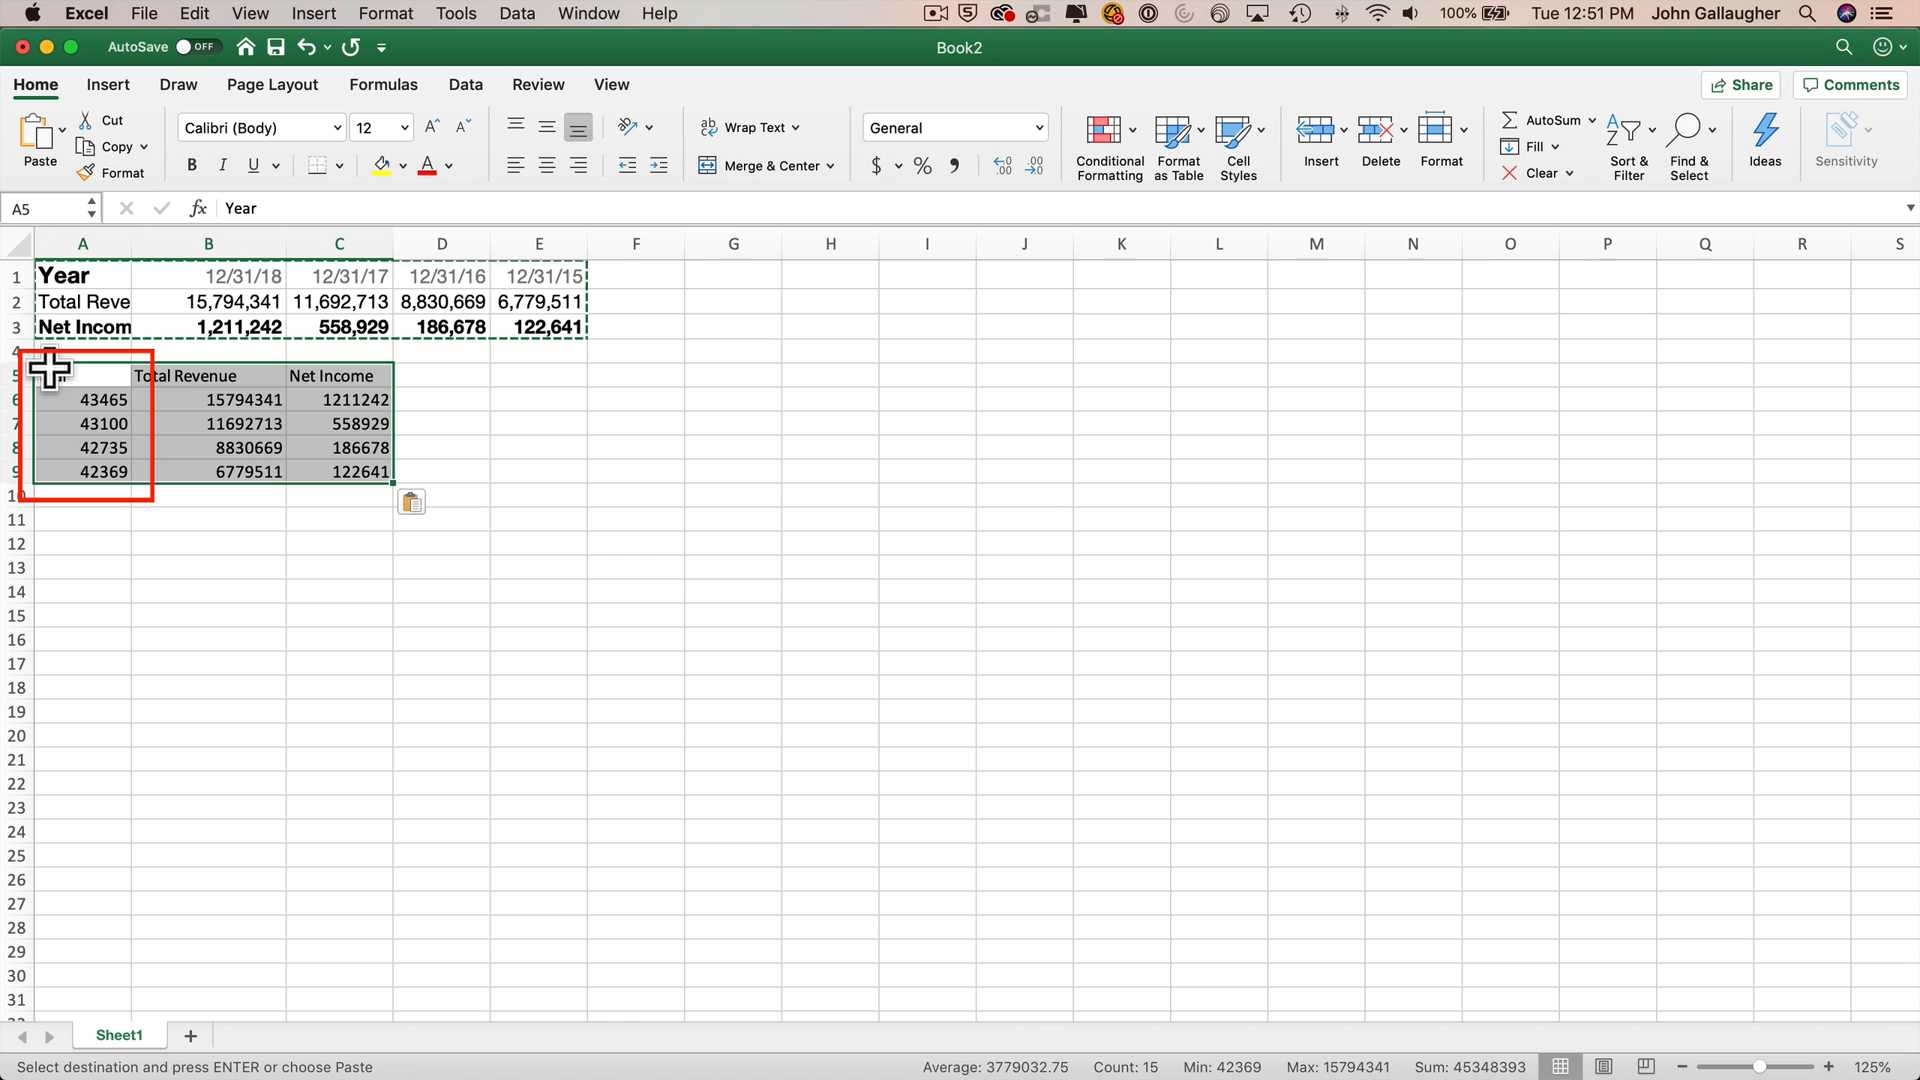 Excel File Edit View Insert Format Tools Data Window Help 100% Tue 12:51 PM John Gallaugher
AutoSave OFF Book2
Home Insert Draw Page Layout Formulas Data Review View Share Comments
Paste Cut Copy Format
Calibri (Body) 12
B I U A
Wrap Text
Merge & Center
General
$ % ,
Conditional Formatting
Format as Table
Cell Styles
Insert Delete Format
AutoSum
Fill
Clear
Sort & Filter
Find & Select
Ideas
Sensitivity
A5 fx Year
A B C D E F G H I J K L M N O P Q R S
1 Year 12/31/18 12/31/17 12/31/16 12/31/15
2 Total Reve 15,794,341 11,692,713 8,830,669 6,779,511
3 Net Incom 1,211,242 558,929 186,678 122,641
4
5 Total Revenue Net Income
6 43465 15794341 1211242
7 43100 11692713 558929
8 42735 8830669 186678
9 42369 6779511 122641
10
11
12
13
14
15
16
17
18
19
20
21
22
23
24
25
26
27
28
29
30
31
Sheet1 +
Select destination and press ENTER or choose Paste Average: 3779032.75 Count: 15 Min: 42369 Max: 15794341 Sum: 45348393 125%